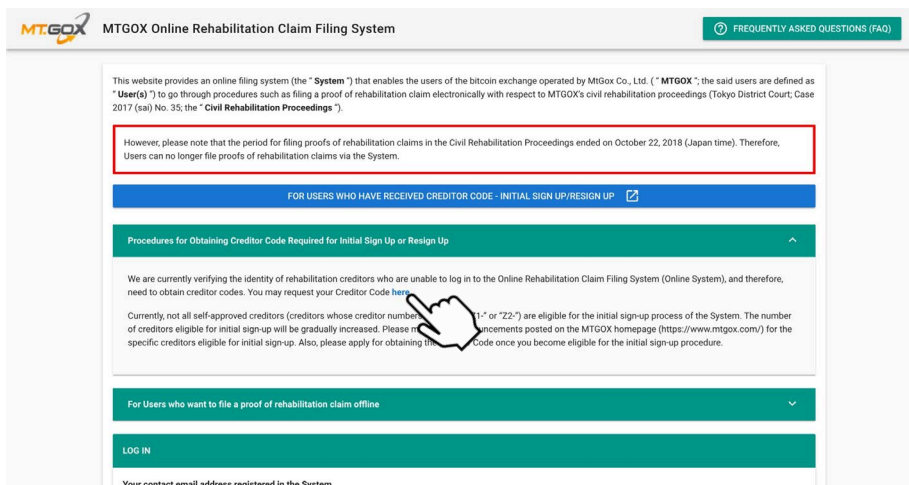 MT.GOX MTGOX Online Rehabilitation Claim Filing System
FREQUENTLY ASKED QUESTIONS (FAQ)
This website provides an online filing system (the " System ") that enables the users of the bitcoin exchange operated by MtGox Co., Ltd. ( " MTGOX "; the said users are defined as
" User(s) ") to go through procedures such as filing a proof of rehabilitation claim electronically with respect to MTGOX's civil rehabilitation proceedings (Tokyo District Court; Case
2017 (sai) No. 35; the " Civil Rehabilitation Proceedings ").
However, please note that the period for filing proofs of rehabilitation claims in the Civil Rehabilitation Proceedings ended on October 22, 2018 (Japan time). Therefore,
Users can no longer file proofs of rehabilitation claims via the System.
FOR USERS WHO HAVE RECEIVED CREDITOR CODE - INITIAL SIGN UP/RESIGN UP
Procedures for Obtaining Creditor Code Required for Initial Sign Up or Resign Up
We are currently verifying the identity of rehabilitation creditors who are unable to log in to the Online Rehabilitation Claim Filing System (Online System), and therefore,
need to obtain creditor codes. You may request your Creditor Code here
Currently, not all self-approved creditors (creditors whose creditor numbers "Z1-" or "Z2-") are eligible for the initial sign-up process of the System. The number
of creditors eligible for initial sign-up will be gradually increased. Please announcements posted on the MTGOX homepage (https://www.mtgox.com/) for the
specific creditors eligible for initial sign-up. Also, please apply for obtaining the Code once you become eligible for the initial sign-up procedure.
For Users who want to file a proof of rehabilitation claim offline
LOG IN
Your contact email address registered in the System